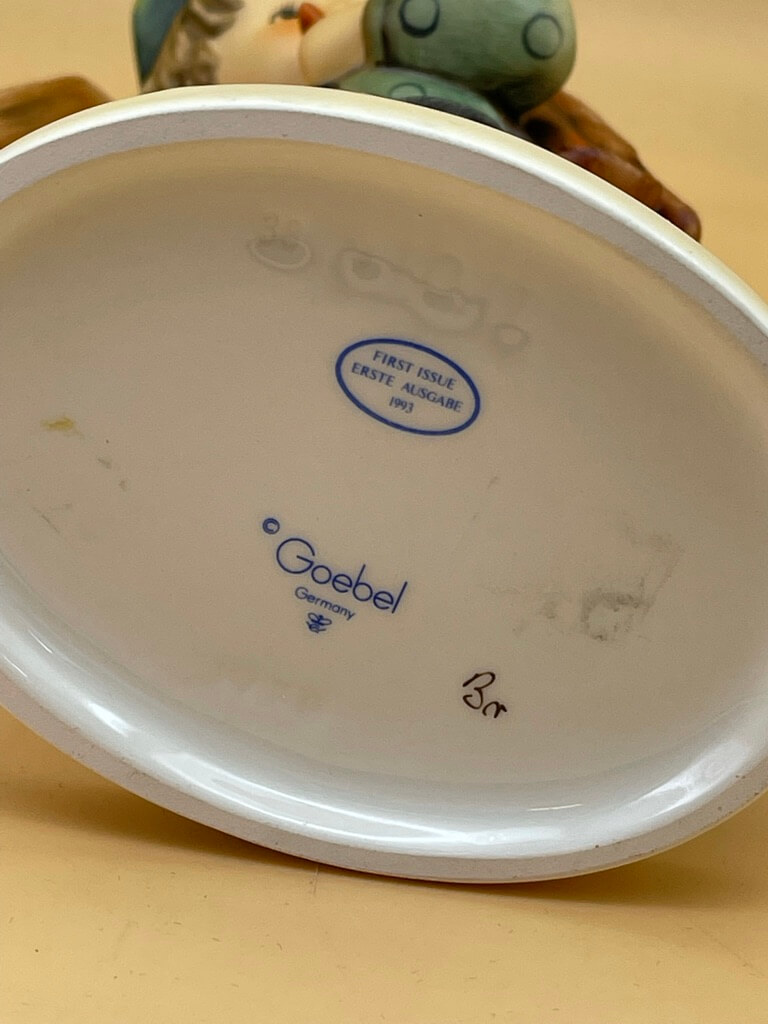 FIRST ISSUE
ERSTE AUSGABE
1993
© Goebel
Germany